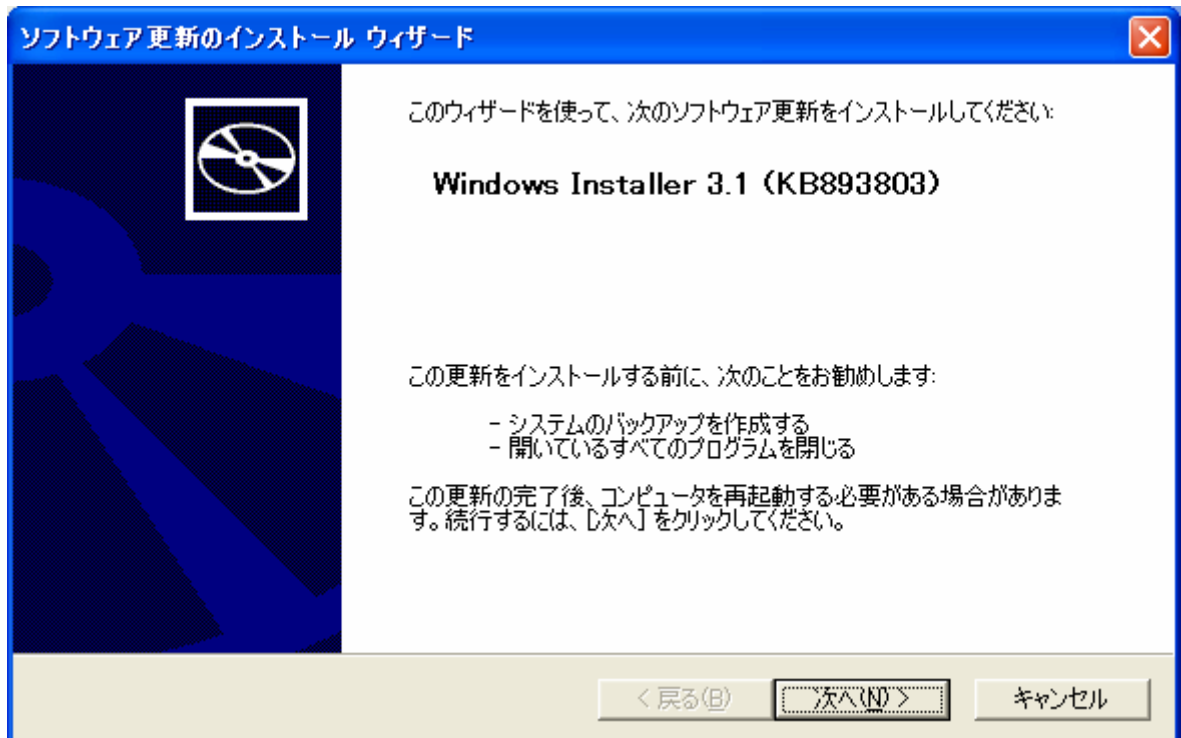 ソフトウェア更新のインストール ウィザード
このウィザードを使って、次のソフトウェア更新をインストールしてください:
Windows Installer 3.1 (KB893803)
この更新をインストールする前に、次のことをお勧めします:
- システムのバックアップを作成する
- 開いているすべてのプログラムを閉じる
この更新の完了後、コンピュータを再起動する必要がある場合がありま
す。続行するには、[次へ] をクリックしてください。
< 戻る(B)
次へ(N) >
キャンセル